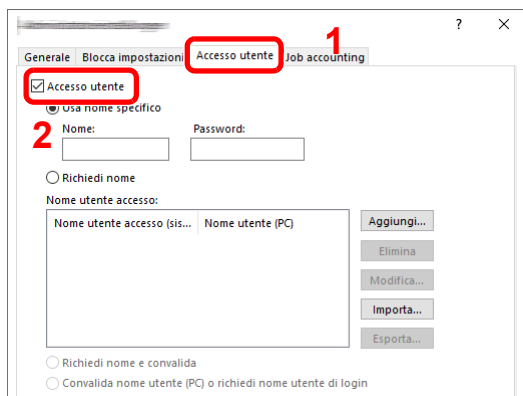 ?
Generale Blocca impostazioni Accesso utente Job accounting
1
Accesso utente
Usa nome specifico
2
Nome: Password:
Richiedi nome
Nome utente accesso:
Nome utente accesso (sis... Nome utente (PC)
Aggiungi...
Elimina
Modifica...
Importa...
Esporta...
Richiedi nome e convalida
Convalida nome utente (PC) o richiedi nome utente di login